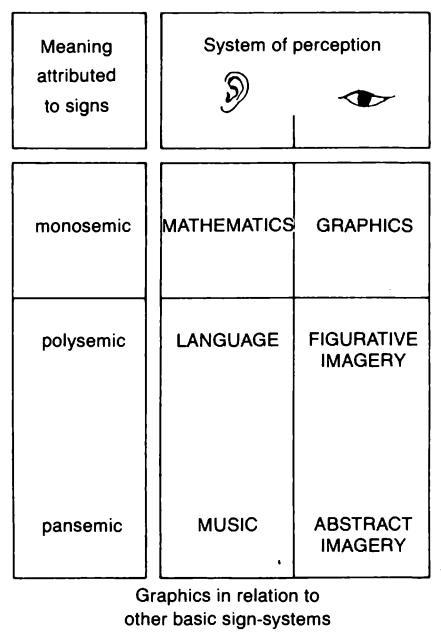 Meaning
attributed
to signs
System of perception
monosemic
MATHEMATICS
GRAPHICS
polysemic
LANGUAGE
FIGURATIVE
IMAGERY
pansemic
MUSIC
ABSTRACT
IMAGERY
Graphics in relation to
other basic sign-systems